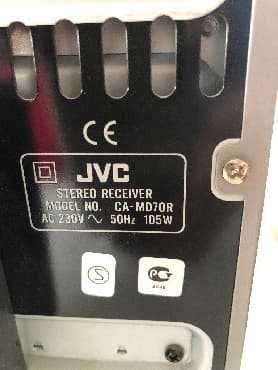 CE
JVC
STEREO RECEIVER
MODEL NO. CA-MD70R
AC 230V ~ 50Hz 105W
S